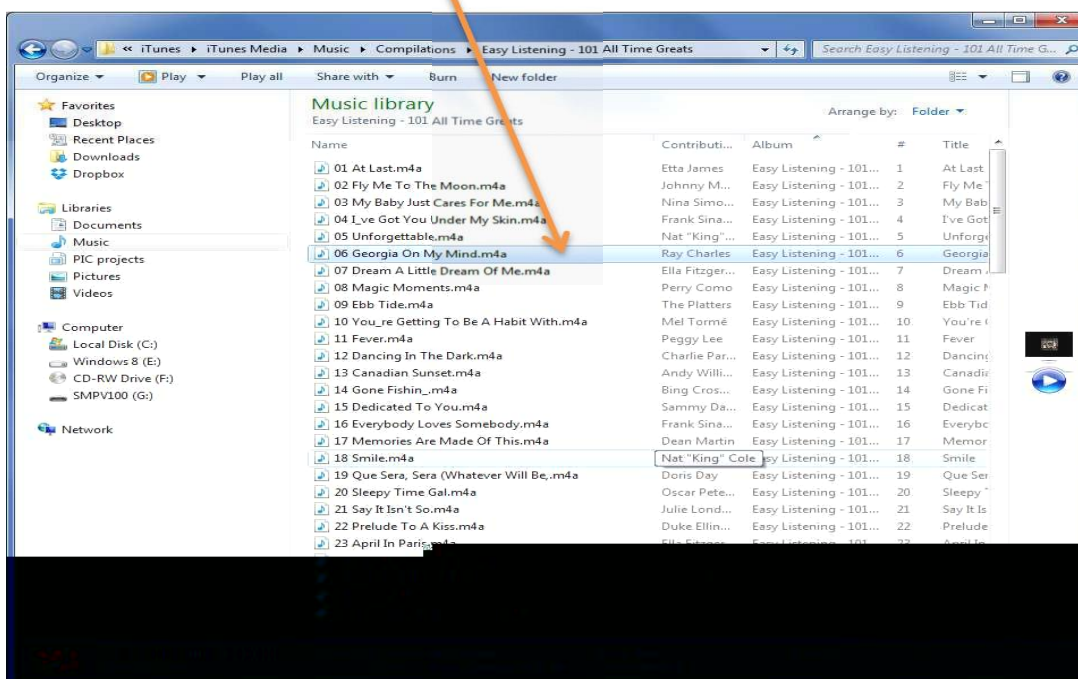 « iTunes ▸ iTunes Media ▸ Music ▸ Compilations ▸ Easy Listening - 101 All Time Greats
Search Easy Listening - 101 All Time G...
Organize Play Play all Share with Burn New folder
Favorites
Desktop
Recent Places
Downloads
Dropbox
Libraries
Documents
Music
PIC projects
Pictures
Videos
Computer
Local Disk (C:)
Windows 8 (E:)
CD-RW Drive (F:)
SMPV100 (G:)
Network
Music library
Easy Listening - 101 All Time Greats
Arrange by: Folder
Name Contributi... Album # Title
01 At Last.m4a Etta James Easy Listening - 101... 1 At Last
02 Fly Me To The Moon.m4a Johnny M... Easy Listening - 101... 2 Fly Me
03 My Baby Just Cares For Me.m4a Nina Simo... Easy Listening - 101... 3 My Bab
04 I_ve Got You Under My Skin.m4a Frank Sina... Easy Listening - 101... 4 I've Got
05 Unforgettable.m4a Nat "King"... Easy Listening - 101... 5 Unforge
06 Georgia On My Mind.m4a Ray Charles Easy Listening - 101... 6 Georgia
07 Dream A Little Dream Of Me.m4a Ella Fitzger... Easy Listening - 101... 7 Dream
08 Magic Moments.m4a Perry Como Easy Listening - 101... 8 Magic
09 Ebb Tide.m4a The Platters Easy Listening - 101... 9 Ebb Tid
10 You_re Getting To Be A Habit With.m4a Mel Tormé Easy Listening - 101... 10 You're
11 Fever.m4a Peggy Lee Easy Listening - 101... 11 Fever
12 Dancing In The Dark.m4a Charlie Par... Easy Listening - 101... 12 Dancing
13 Canadian Sunset.m4a Andy Willi... Easy Listening - 101... 13 Canadia
14 Gone Fishin_.m4a Bing Cros... Easy Listening - 101... 14 Gone Fi
15 Dedicated To You.m4a Sammy Da... Easy Listening - 101... 15 Dedicat
16 Everybody Loves Somebody.m4a Frank Sina... Easy Listening - 101... 16 Everybo
17 Memories Are Made Of This.m4a Dean Martin Easy Listening - 101... 17 Memor
18 Smile.m4a Nat "King" Cole Easy Listening - 101... 18 Smile
19 Que Sera, Sera (Whatever Will Be,.m4a Doris Day Easy Listening - 101... 19 Que Ser
20 Sleepy Time Gal.m4a Oscar Pete... Easy Listening - 101... 20 Sleepy
21 Say It Isn't So.m4a Julie Lond... Easy Listening - 101... 21 Say It Is
22 Prelude To A Kiss.m4a Duke Ellin... Easy Listening - 101... 22 Prelude
23 April In Paris.m4a Ella Fitzger... Easy Listening - 101... 23 April In